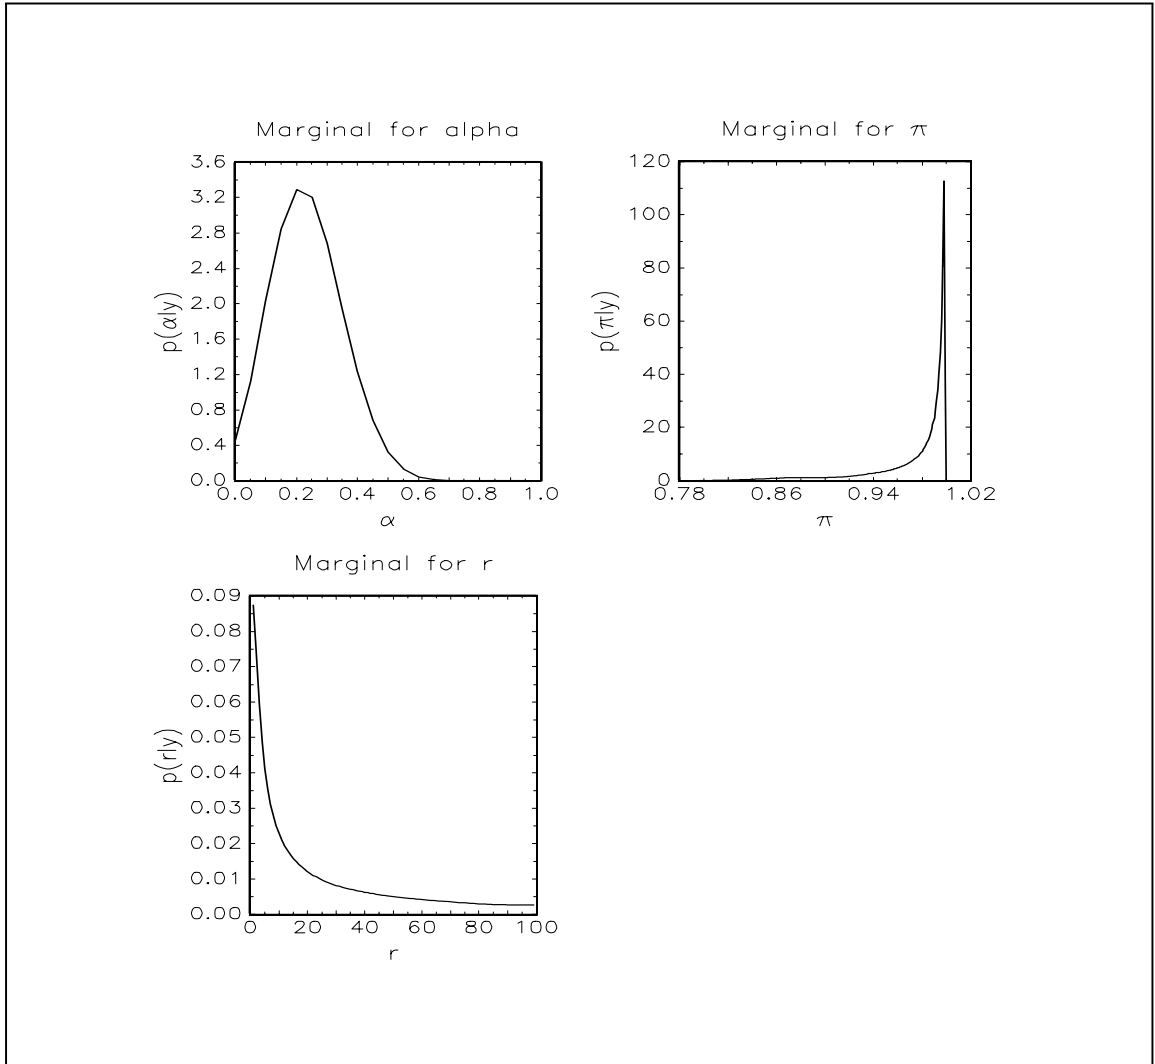 Marginal for alpha
3.6
3.2
2.8
2.4
2.0
1.6
1.2
0.8
0.4
0.0
p(α|y)
0.0 0.2 0.4 0.6 0.8 1.0
α
Marginal for π
120
100
80
60
40
20
0
p(π|y)
0.78 0.86 0.94 1.02
π
Marginal for r
0.09
0.08
0.07
0.06
0.05
0.04
0.03
0.02
0.01
0.00
p(r|y)
0 20 40 60 80 100
r